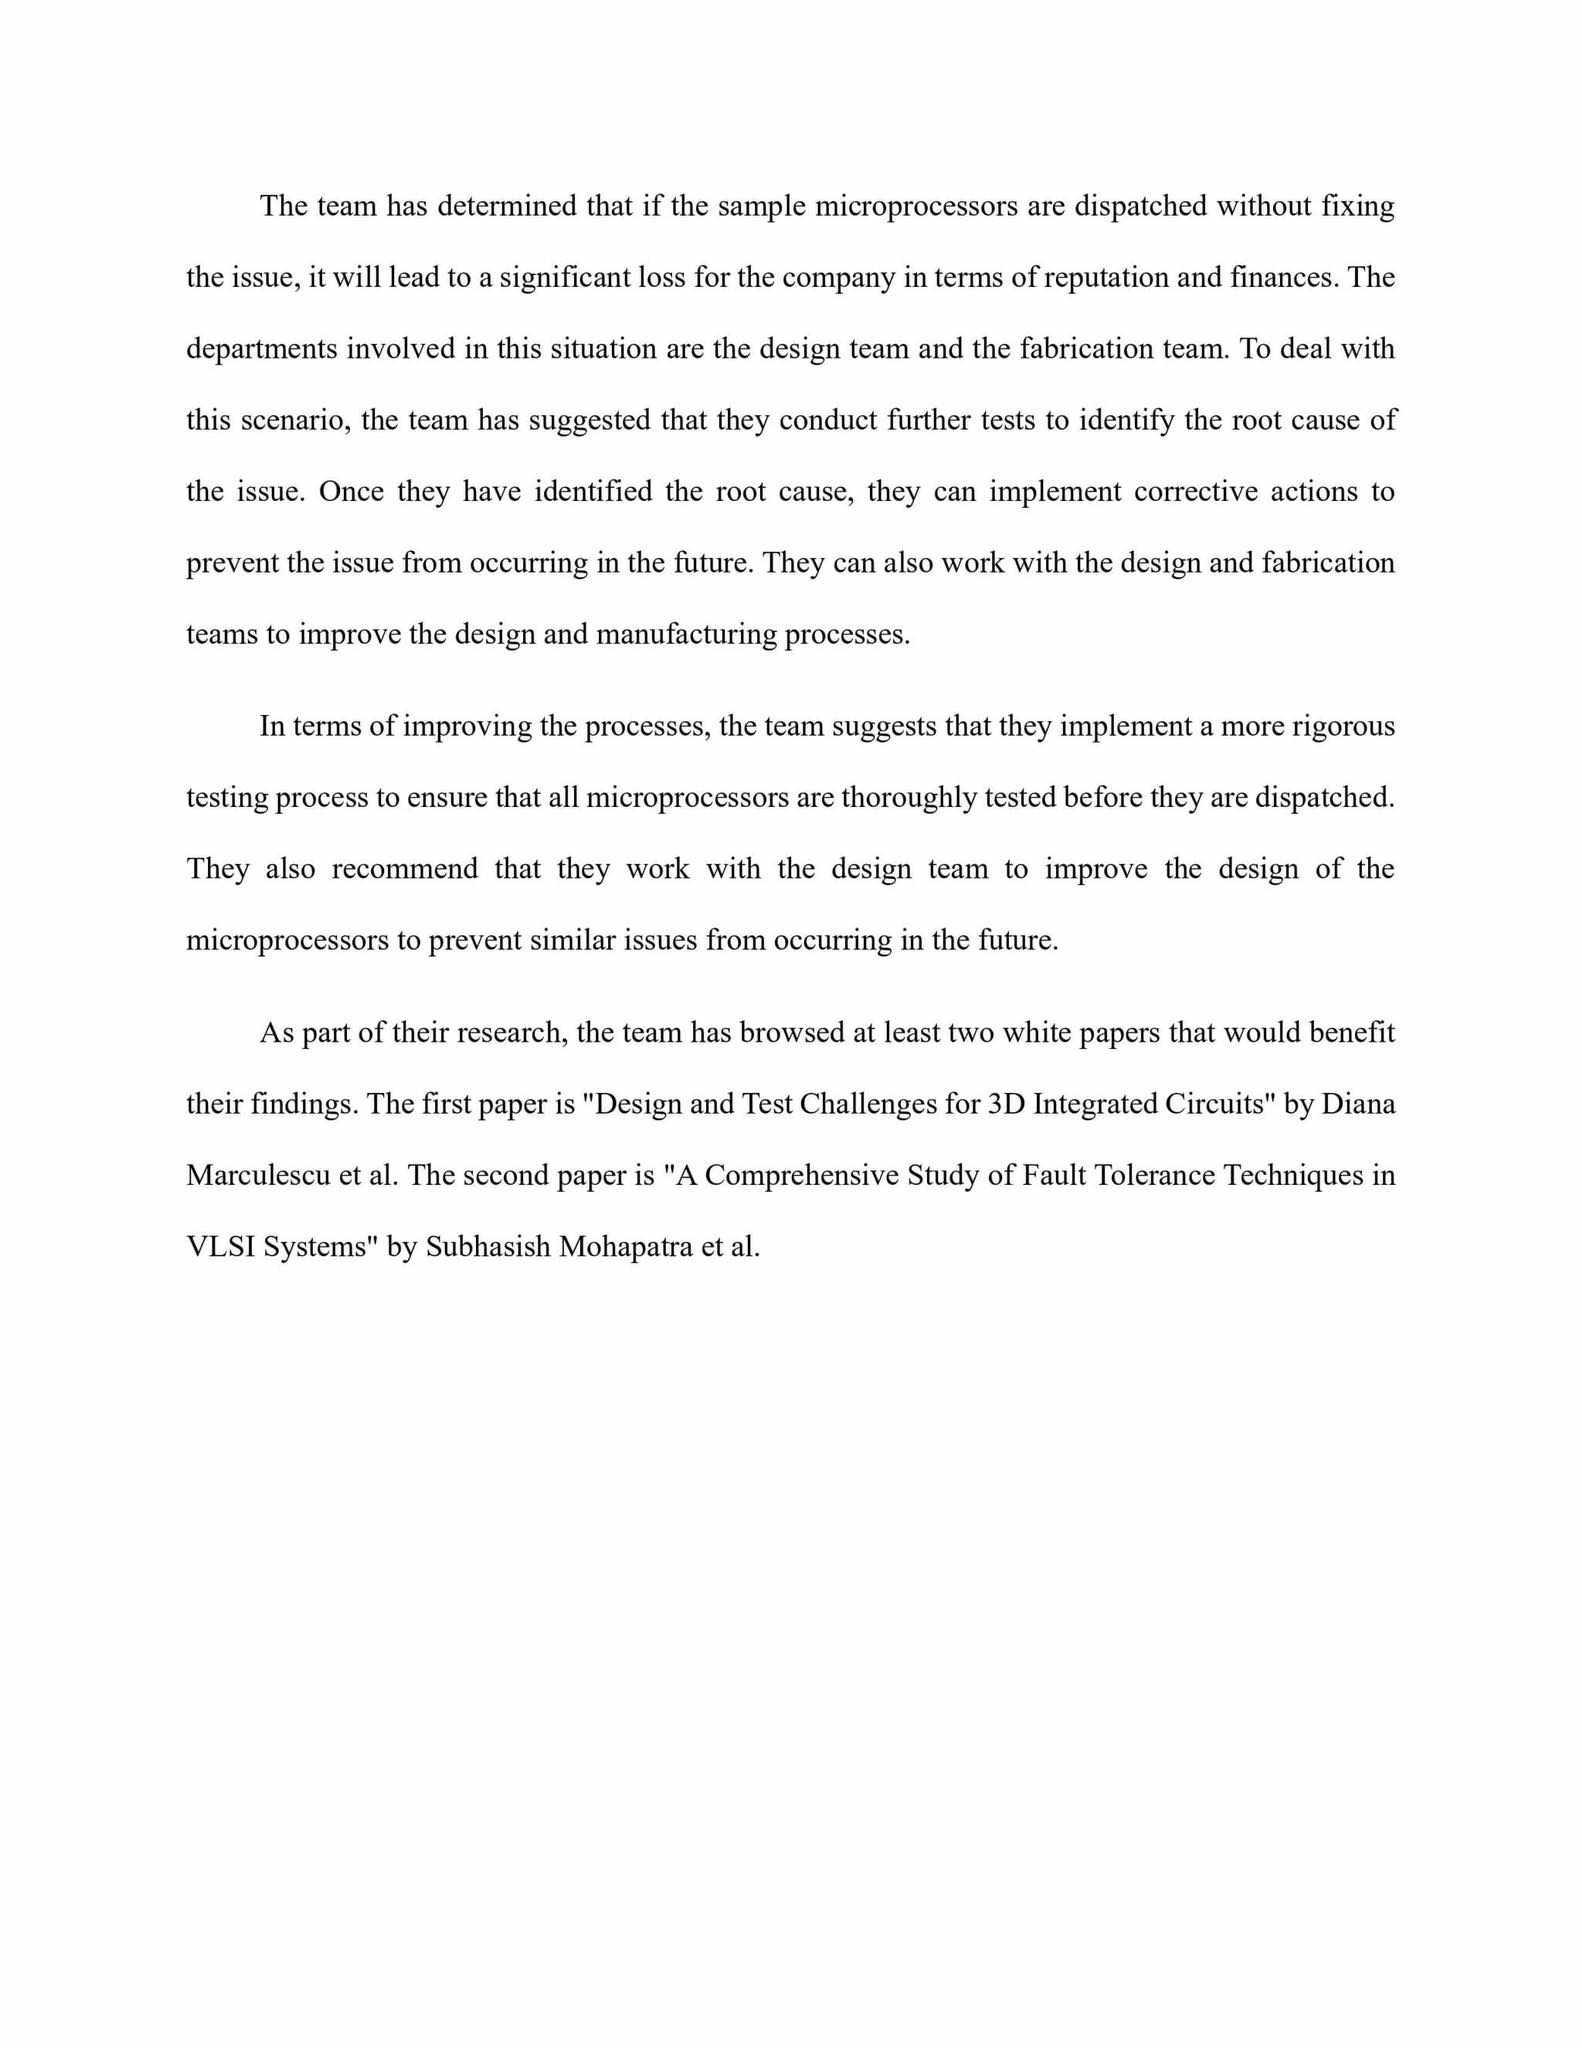 The team has determined that if the sample microprocessors are dispatched without fixing
the issue, it will lead to a significant loss for the company in terms of reputation and finances. The
departments involved in this situation are the design team and the fabrication team. To deal with
this scenario, the team has suggested that they conduct further tests to identify the root cause of
the issue. Once they have identified the root cause, they can implement corrective actions to
prevent the issue from occurring in the future. They can also work with the design and fabrication
teams to improve the design and manufacturing processes.
In terms of improving the processes, the team suggests that they implement a more rigorous
testing process to ensure that all microprocessors are thoroughly tested before they are dispatched.
They also recommend that they work with the design team to improve the design of the
microprocessors to prevent similar issues from occurring in the future.
As part of their research, the team has browsed at least two white papers that would benefit
their findings. The first paper is "Design and Test Challenges for 3D Integrated Circuits" by Diana
Marculescu et al. The second paper is "A Comprehensive Study of Fault Tolerance Techniques in
VLSI Systems" by Subhasish Mohapatra et al.